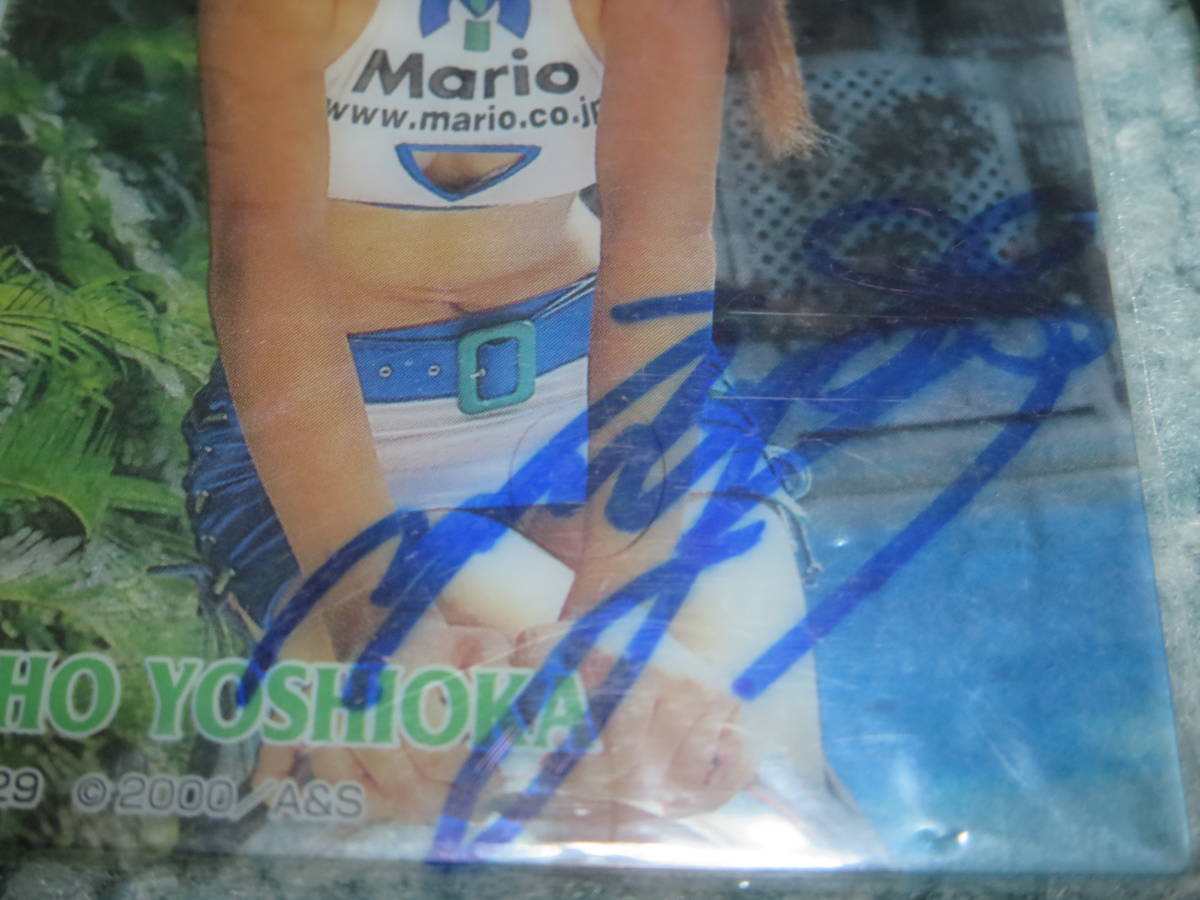 Mario
www.mario.co.jp
HO YOSHIOKA
29 ©2000/A&S